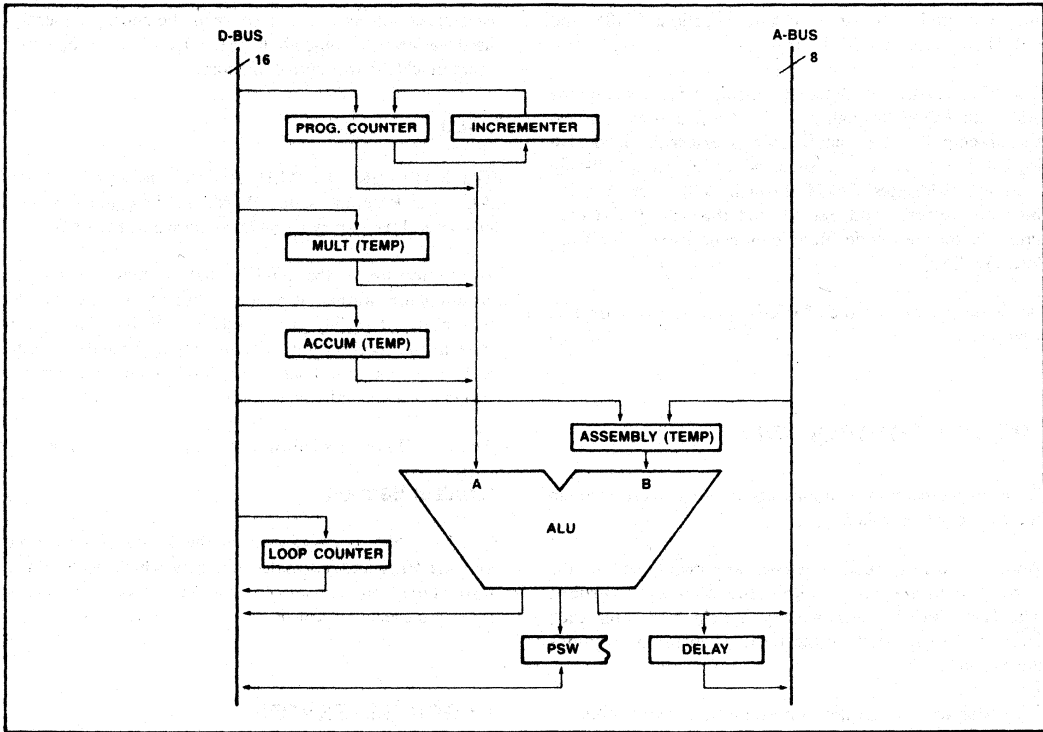 D-BUS
A-BUS
16
8
PROG. COUNTER
INCREMENTER
MULT (TEMP)
ACCUM (TEMP)
ASSEMBLY (TEMP)
A
B
ALU
LOOP COUNTER
PSW
DELAY